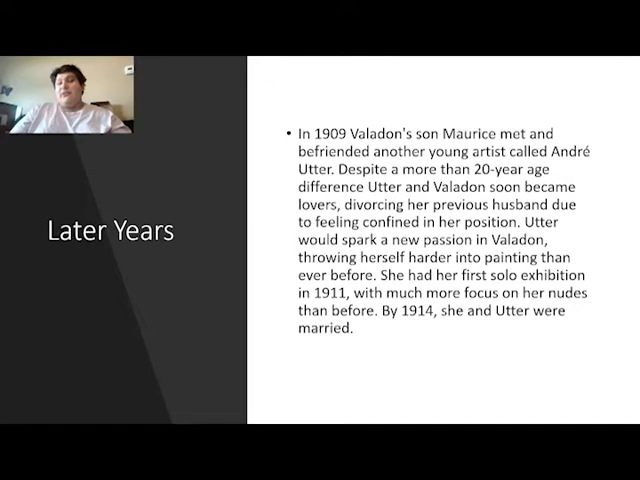 Later Years
• In 1909 Valadon's son Maurice met and
befriended another young artist called André
Utter. Despite a more than 20-year age
difference Utter and Valadon soon became
lovers, divorcing her previous husband due
to feeling confined in her position. Utter
would spark a new passion in Valadon,
throwing herself harder into painting than
ever before. She had her first solo exhibition
in 1911, with much more focus on her nudes
than before. By 1914, she and Utter were
married.